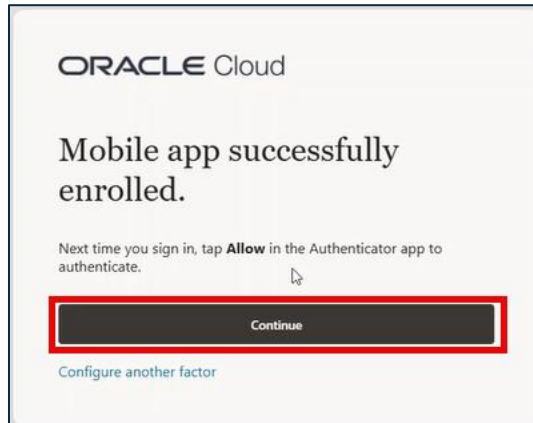 ORACLE Cloud
Mobile app successfully
enrolled.
Next time you sign in, tap Allow in the Authenticator app to
authenticate.
Continue
Configure another factor